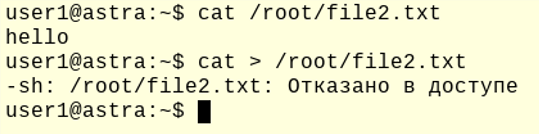 user1@astra:~$ cat /root/file2.txt
hello
user1@astra:~$ cat > /root/file2.txt
-sh: /root/file2.txt: Отказано в доступе
user1@astra:~$